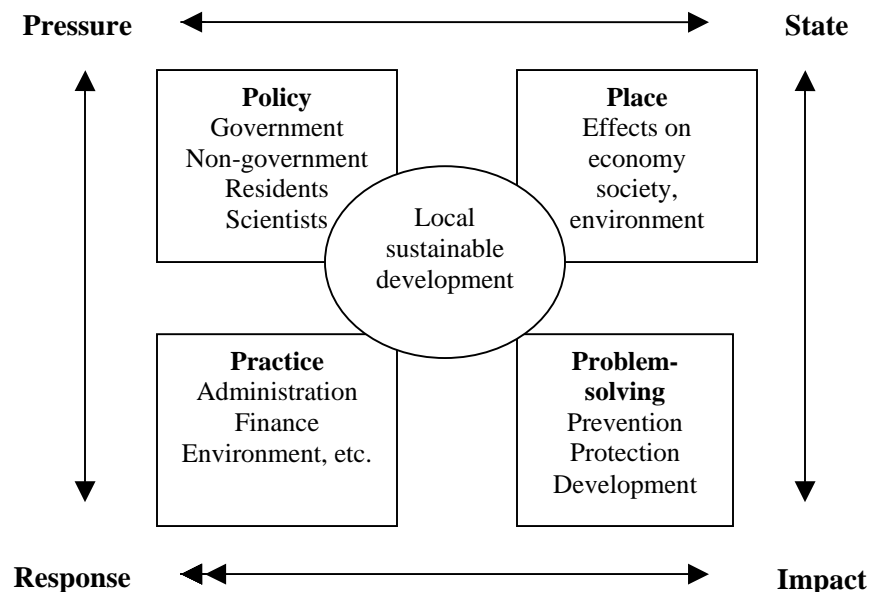 Pressure
State
Policy
Government
Non-government
Residents
Scientists
Place
Effects on
economy
society,
environment
Local
sustainable
development
Practice
Administration
Finance
Environment, etc.
Problem-
solving
Prevention
Protection
Development
Response
Impact